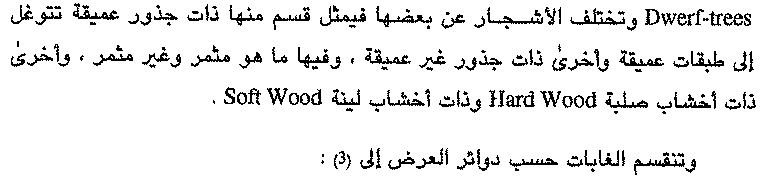 Dwerf-trees وتختلف الأشـــجـــار عن بعضها فيمثل قسم منها ذات جذور عميقة تتوغل
إلى طبقات عميقة وأخرىٰ ذات جذور غير عميقة ، وفيها ما هو مثمر وغير مثمر ، وأخرىٰ
ذات أخشاب صلبة Hard Wood وذات أخشاب لينة Soft Wood .
وتنقسم الغابات حسب دوائر العرض إلى (3) :